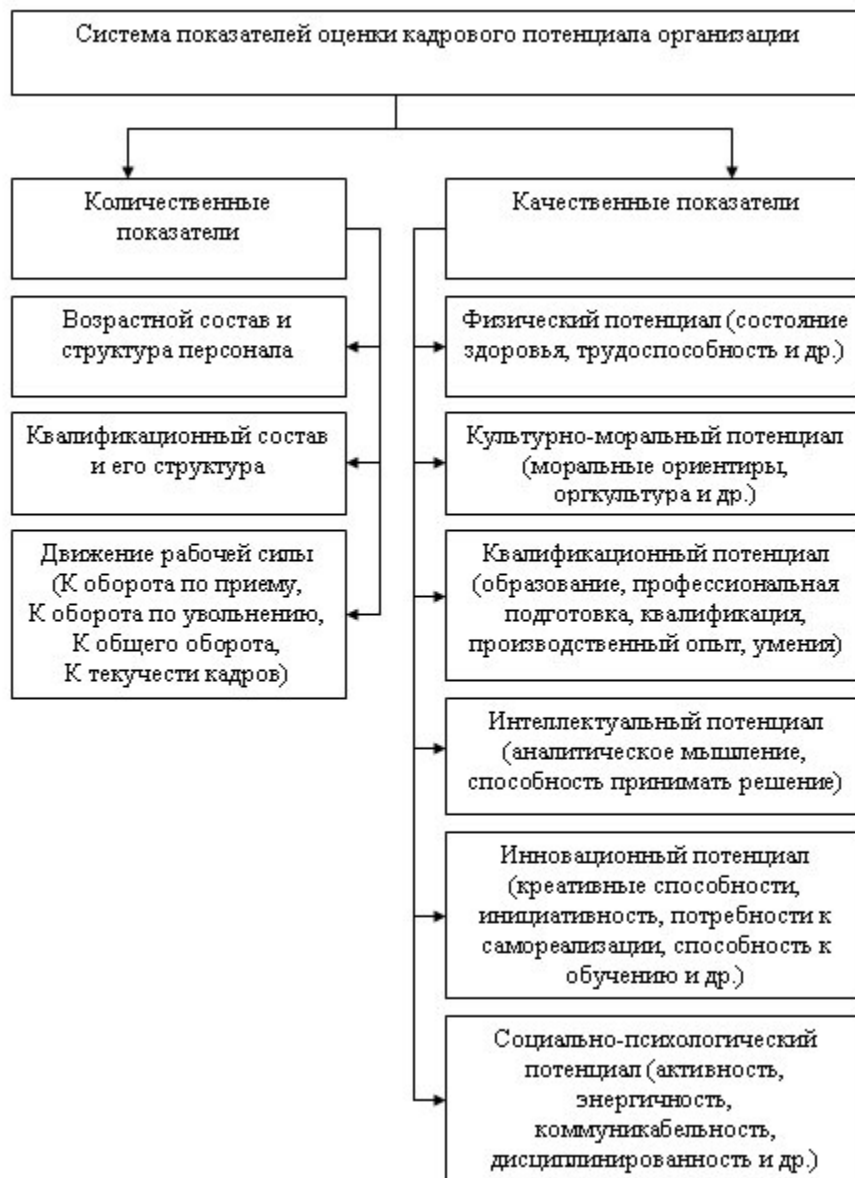 Система показателей оценки кадрового потенциала организации
Количественные
показатели
Возрастной состав и
структура персонала
Квалификационный состав
и его структура
Движение рабочей силы
(К оборота по приему,
К оборота по увольнению,
К общего оборота,
К текучести кадров)
Качественные показатели
Физический потенциал (состояние
здоровья, трудоспособность и др.)
Культурно-моральный потенциал
(моральные ориентиры,
оргкультура и др.)
Квалификационный потенциал
(образование, профессиональная
подготовка, квалификация,
производственный опыт, умения)
Интеллектуальный потенциал
(аналитическое мышление,
способность принимать решение)
Инновационный потенциал
(креативные способности,
инициативность, потребности к
самореализации, способность к
обучению и др.)
Социально-психологический
потенциал (активность,
энергичность,
коммуникабельность,
дисциплинированность и др.)